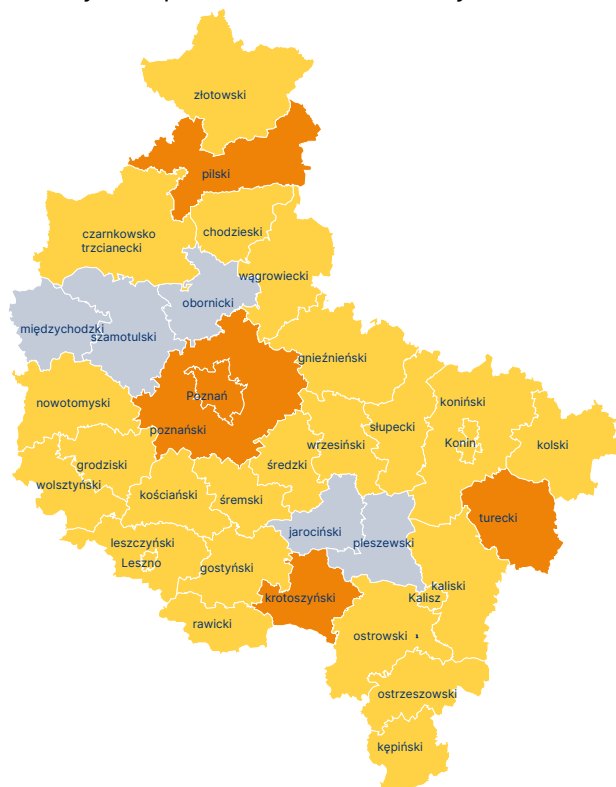 złotowski
pilski
czarnkowsko
trzcianecki
chodzieski
wągrowiecki
obornicki
międzychodzki
szamotulski
gnieźnieński
Poznań
nowotomyski
poznański
koniński
słupecki
wrzesiński
Konin
kolski
grodziski
średzki
wolsztyński
kościański
śremski
turecki
jarociński
pleszewski
leszczyński
Leszno
gostyński
kaliski
Kalisz
krotoszyński
rawicki
ostrowski
ostrzeszowski
kępiński